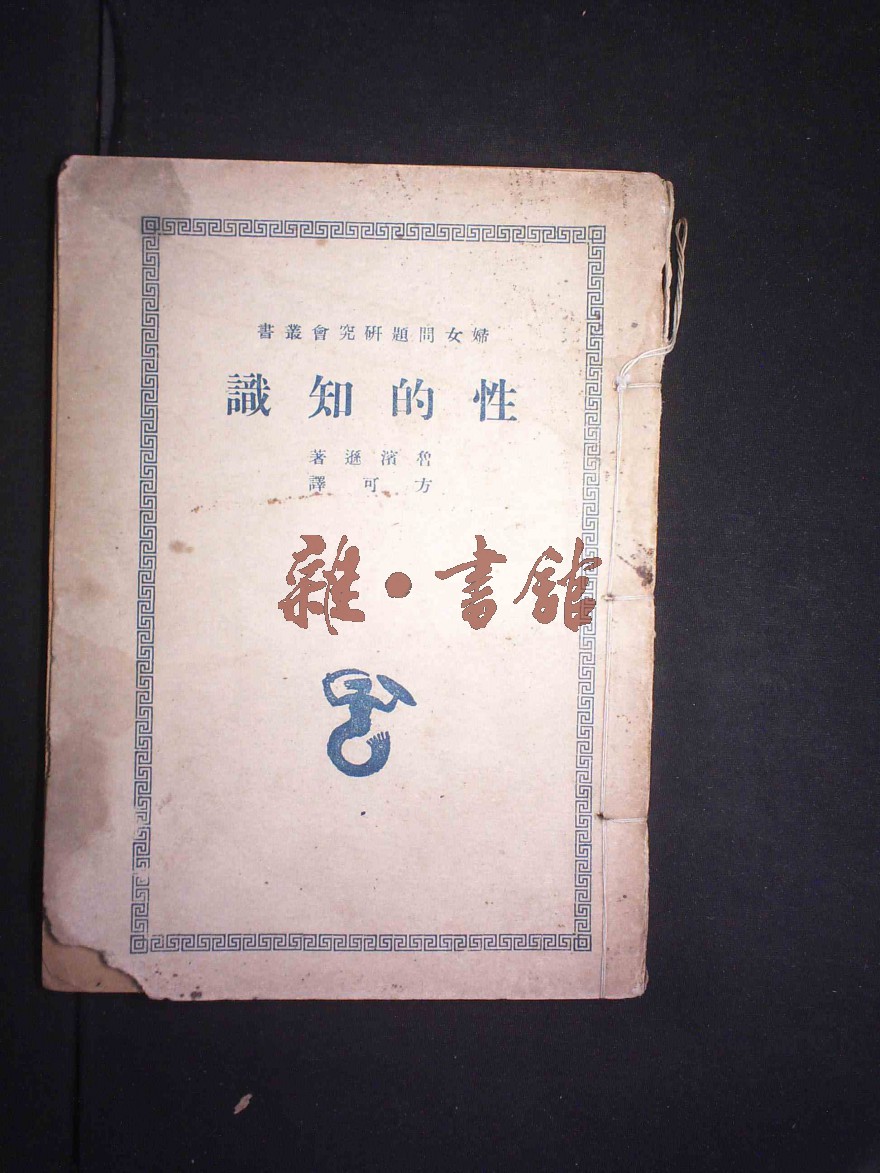 婦女問題研究會叢書
性的知識
魯濱遜著
方可譯
雜·書館